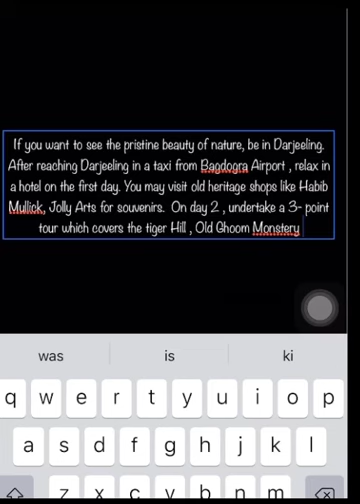 If you want to see the pristine beauty of nature, be in Darjeeling.
After reaching Darjeeling in a taxi from Bagdogra Airport , relax in
a hotel on the first day. You may visit old heritage shops like Habib
Mullick, Jolly Arts for souvenirs. On day 2 , undertake a 3- point
tour which covers the tiger Hill , Old Ghoom Monstery
was is ki
q w e r t y u i o p
a s d f g h j k l
z x c v b n m